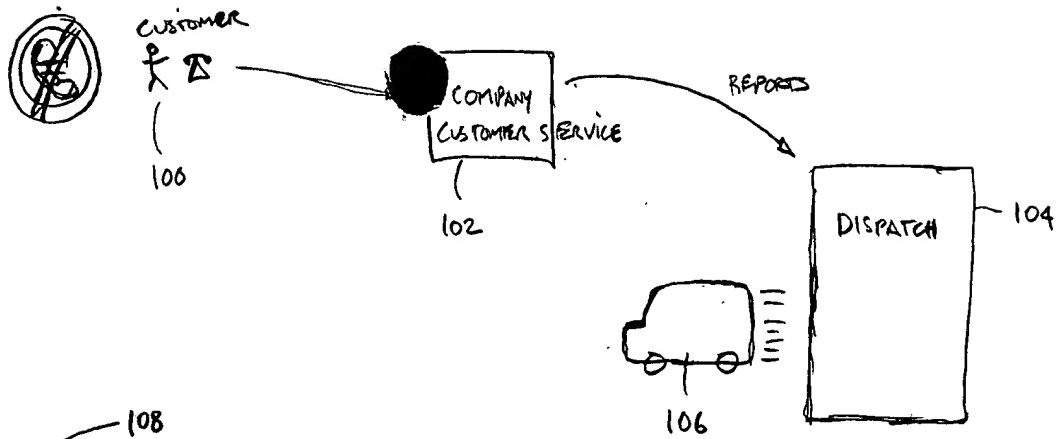 CUSTOMER
100
COMPANY
CUSTOMER SERVICE
102
REPORTS
DISPATCH
104
106
108